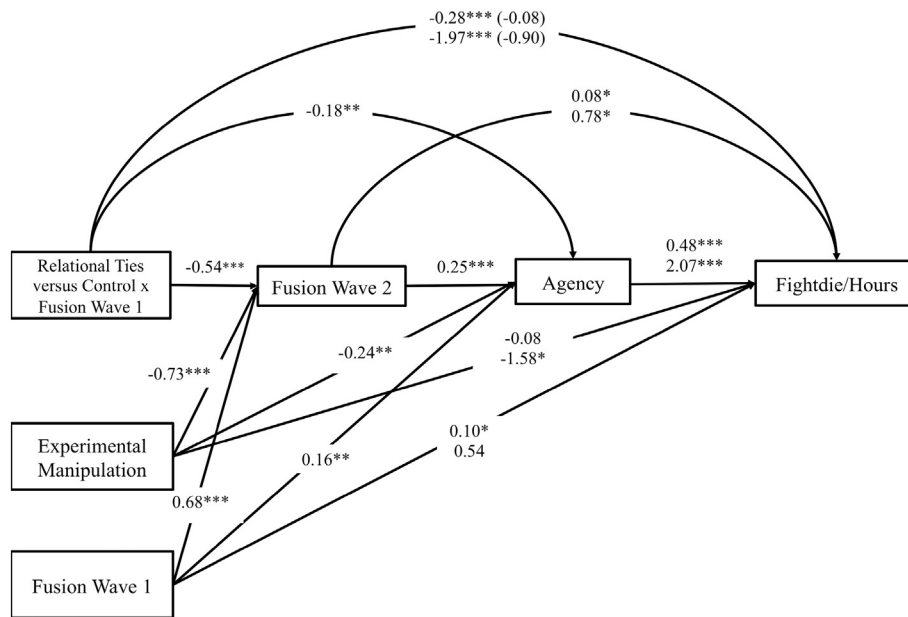 -0.28*** (-0.08)
-1.97*** (-0.90)
-0.18**
0.08*
0.78*
Relational Ties
versus Control x
Fusion Wave 1
-0.54***
Fusion Wave 2
0.25***
Agency
0.48***
2.07***
Fightdie/Hours
-0.73***
-0.24**
-0.08
-1.58*
Experimental
Manipulation
0.68***
0.16**
0.10*
0.54
Fusion Wave 1